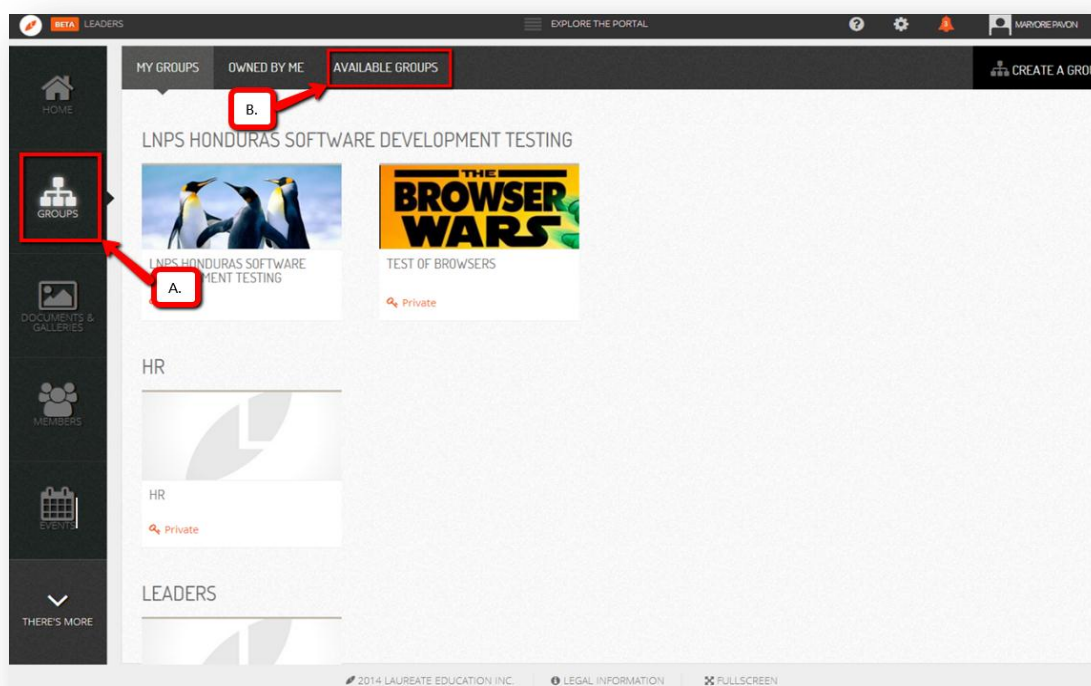 BETA LEADERS
EXPLORE THE PORTAL
MARYORE PAVON
HOME
GROUPS
DOCUMENTS &
GALLERIES
MEMBERS
EVENTS
THERE'S MORE
MY GROUPS OWNED BY ME AVAILABLE GROUPS
CREATE A GROU
B.
A.
LNPS HONDURAS SOFTWARE DEVELOPMENT TESTING
THE
BROWSER
WARS
LNPS HONDURAS SOFTWARE
MENT TESTING
TEST OF BROWSERS
Private
HR
HR
Private
LEADERS
2014 LAUREATE EDUCATION INC. LEGAL INFORMATION FULLSCREEN